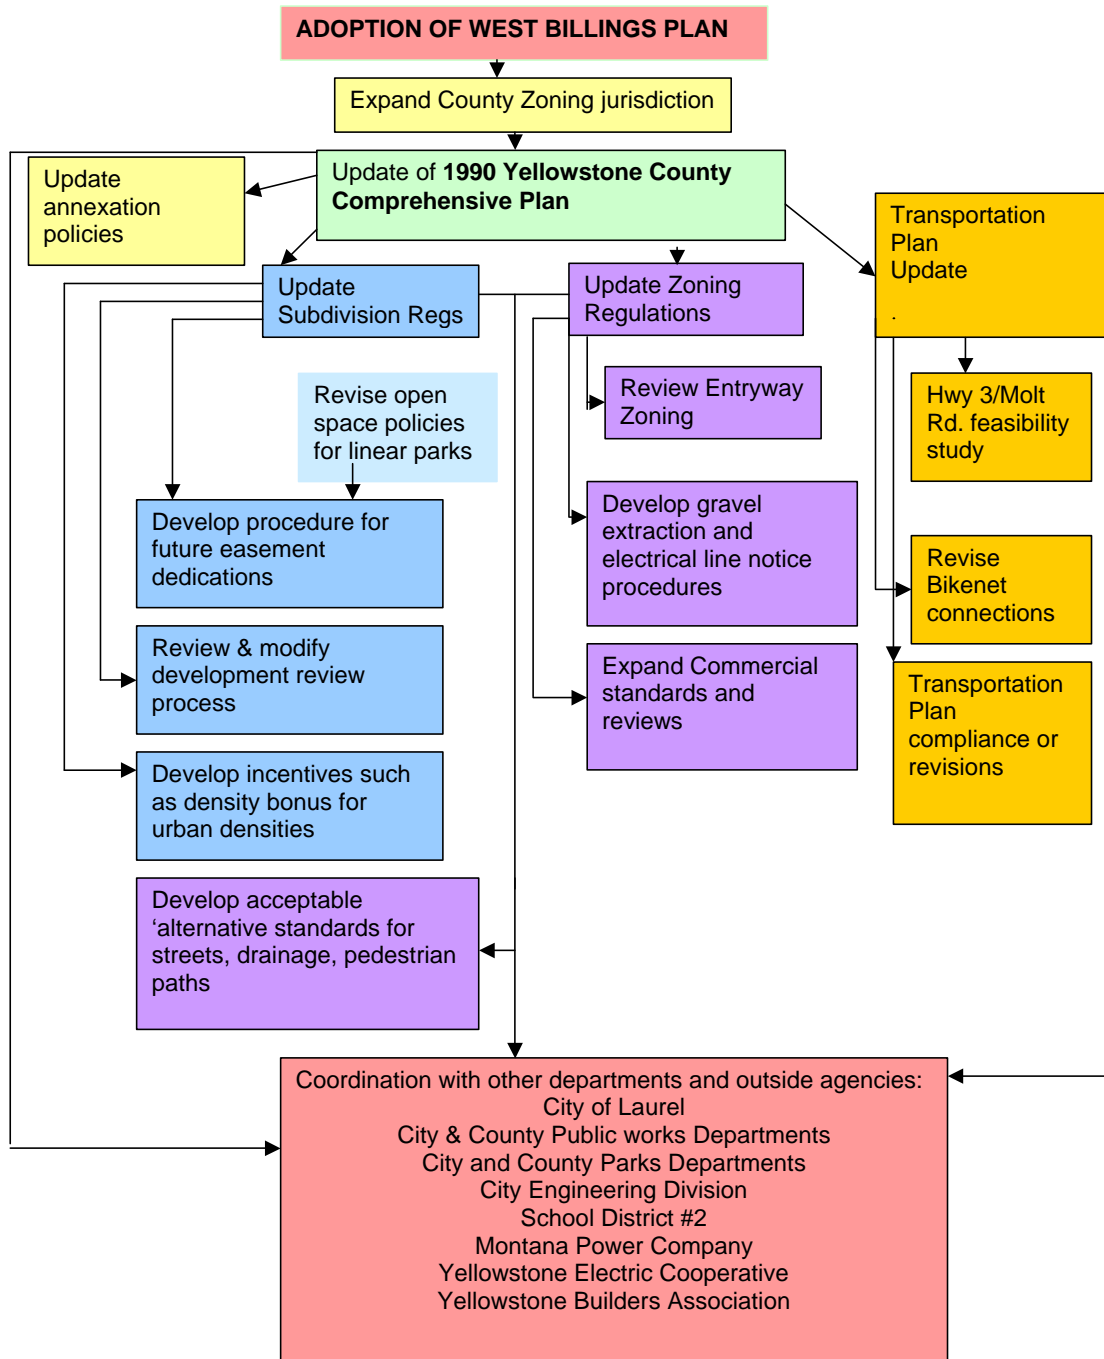 ADOPTION OF WEST BILLINGS PLAN
Expand County Zoning jurisdiction
Update of 1990 Yellowstone County
Comprehensive Plan
Update
annexation
policies
Transportation
Plan
Update
.
Update
Subdivision Regs
Update Zoning
Regulations
Review Entryway
Zoning
Revise open
space policies
for linear parks
Hwy 3/Molt
Rd. feasibility
study
Develop procedure for
future easement
dedications
Develop gravel
extraction and
electrical line notice
procedures
Revise
Bikenet
connections
Review & modify
development review
process
Expand Commercial
standards and
reviews
Transportation
Plan
compliance or
revisions
Develop incentives such
as density bonus for
urban densities
Develop acceptable
‘alternative standards for
streets, drainage, pedestrian
paths
Coordination with other departments and outside agencies:
City of Laurel
City & County Public works Departments
City and County Parks Departments
City Engineering Division
School District #2
Montana Power Company
Yellowstone Electric Cooperative
Yellowstone Builders Association